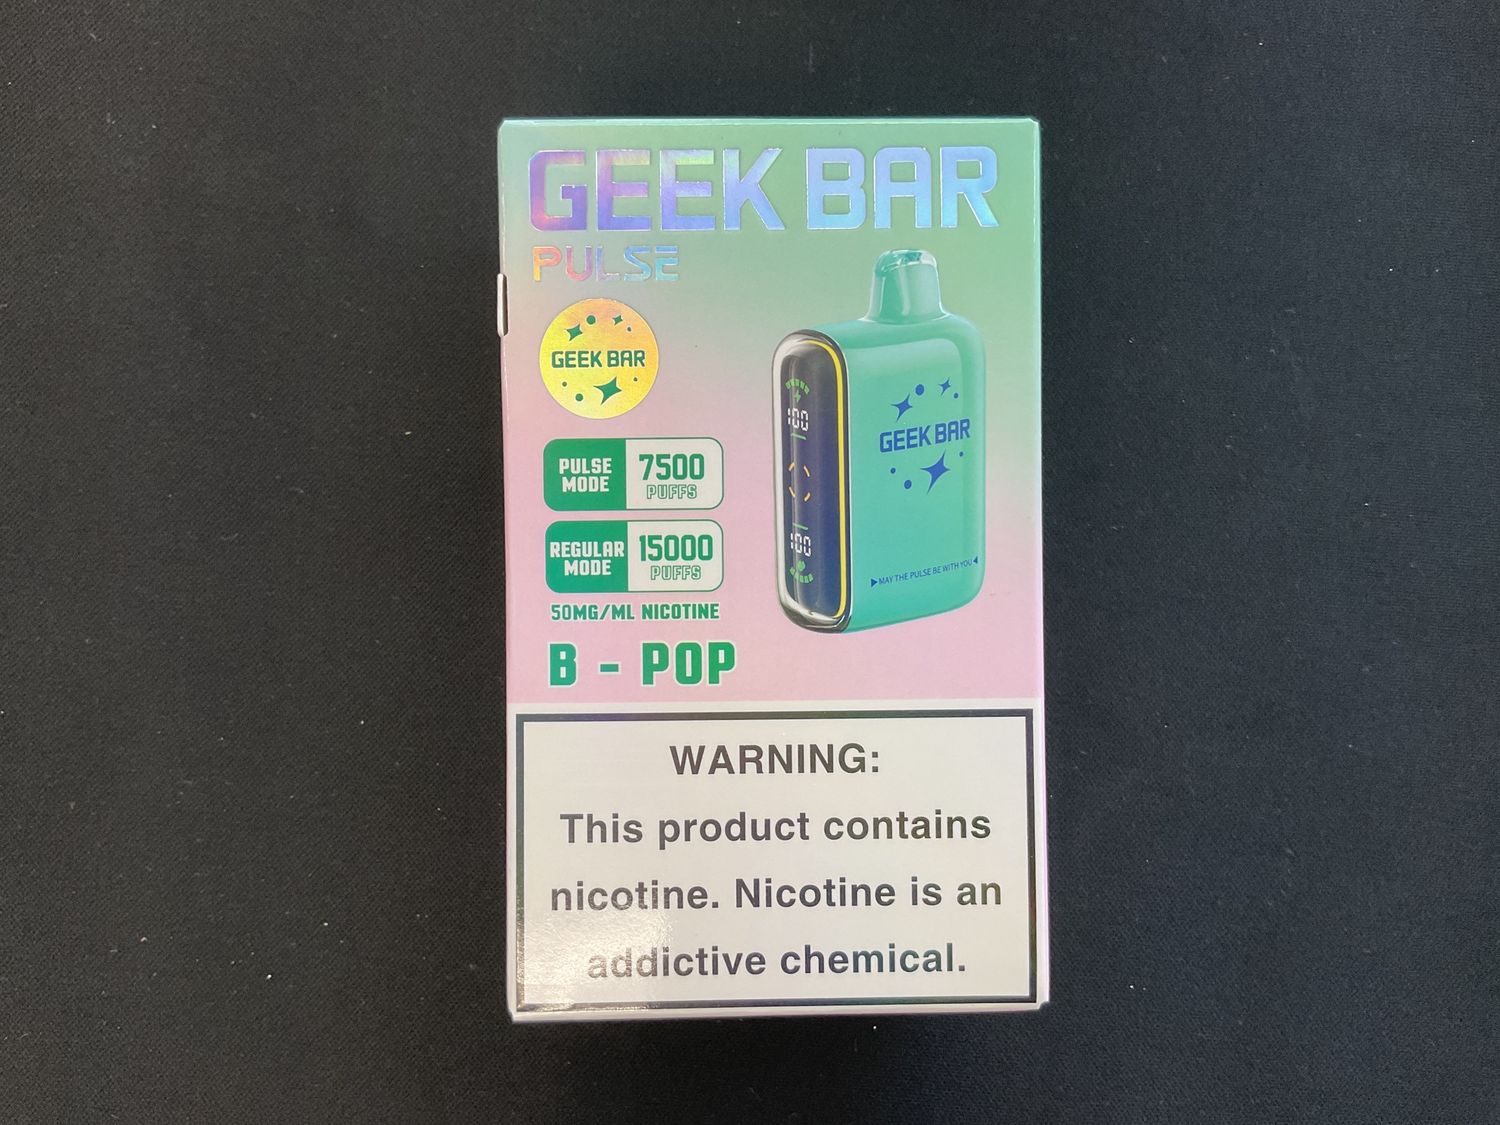 GEEK BAR
PULSE
GEEK BAR
PULSE MODE
7500 PUFFS
REGULAR MODE
15000 PUFFS
50MG/ML NICOTINE
B - POP
100
GEEK BAR
100
MAY THE PULSE BE WITH YOU
WARNING:
This product contains
nicotine. Nicotine is an
addictive chemical.